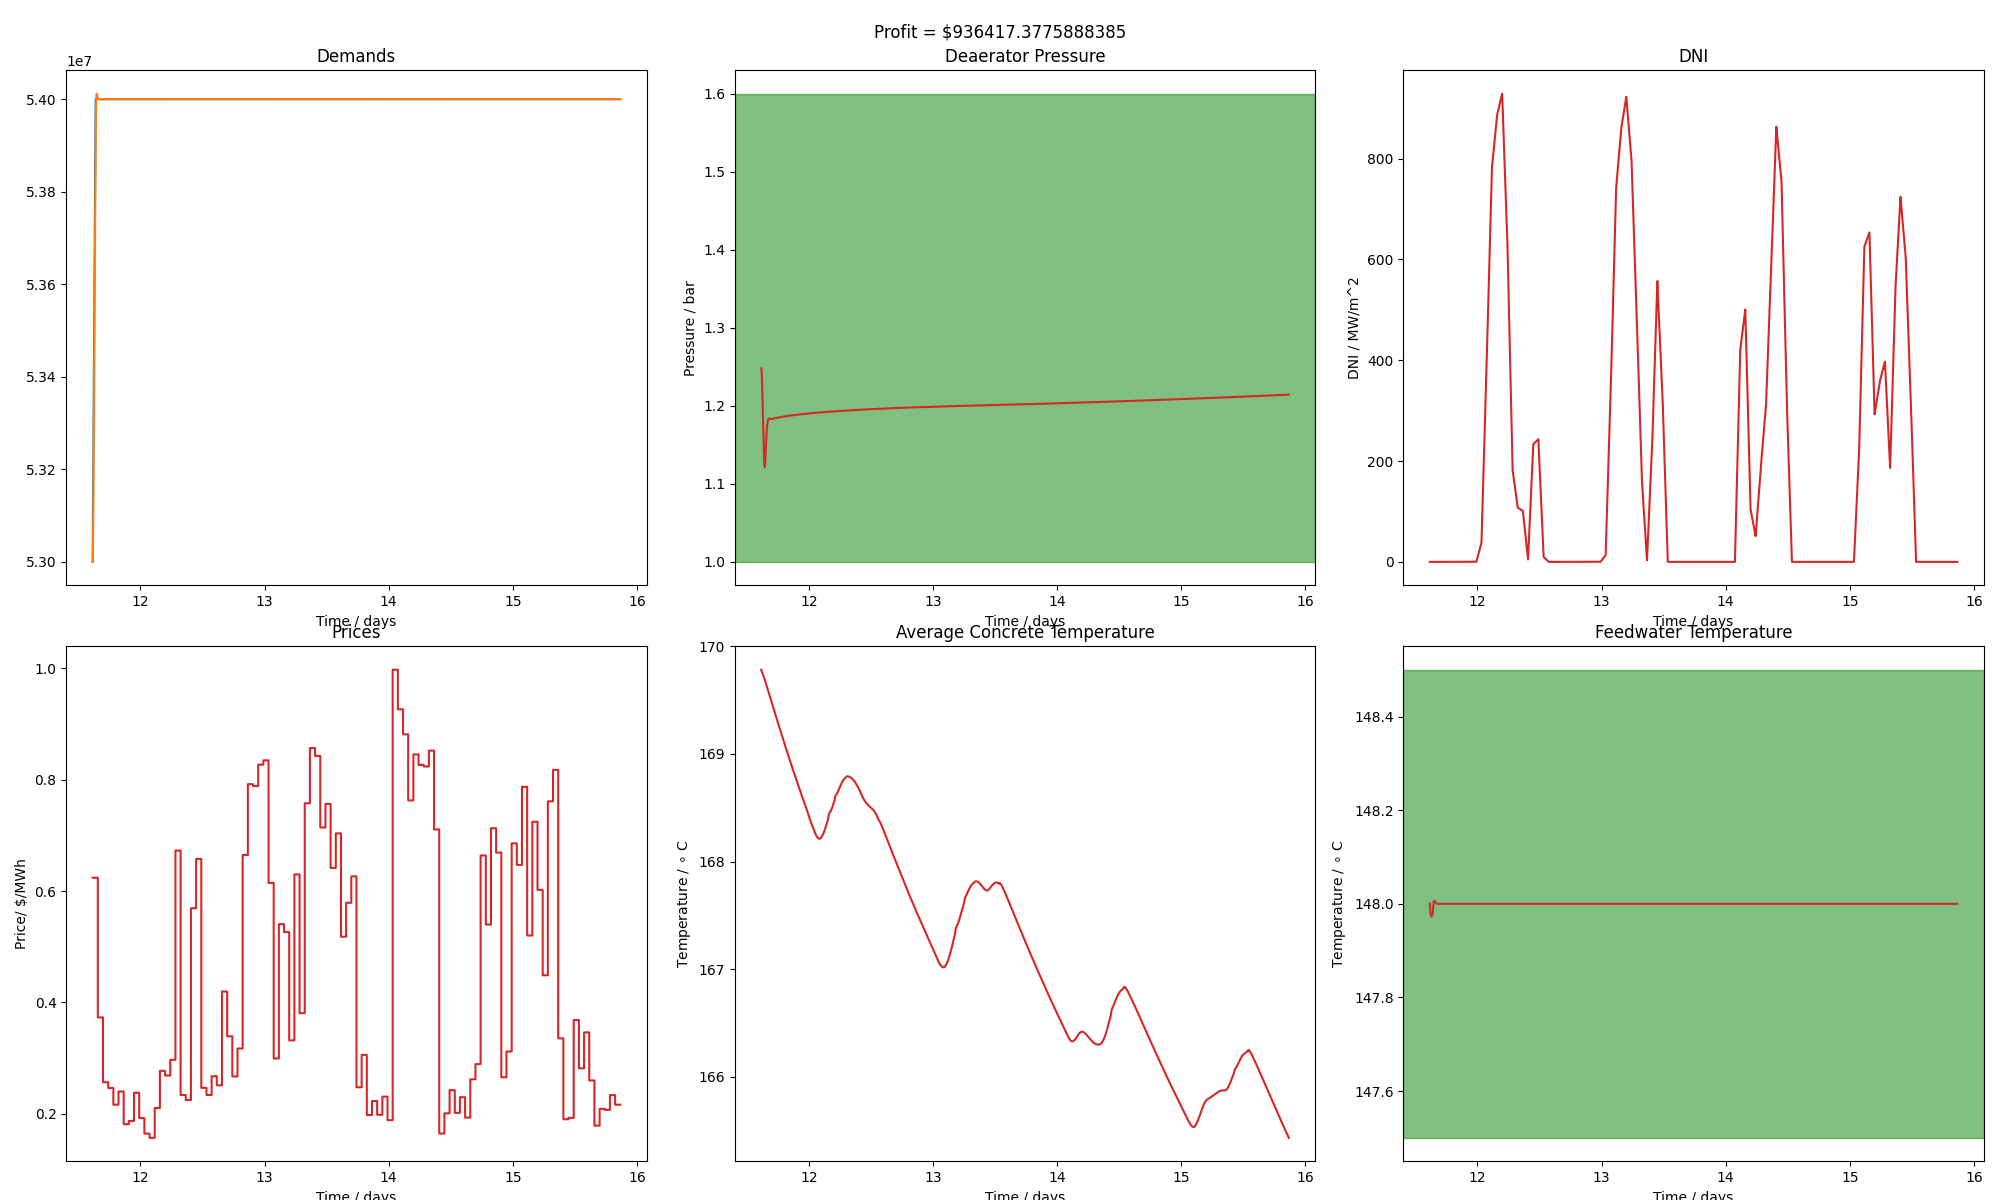 Profit = $936417.3775888385
Demands
1e7
5.40
5.38
5.36
5.34
5.32
5.30
12 13 14 15 16
Time / days
Deaerator Pressure
Pressure / bar
1.6
1.5
1.4
1.3
1.2
1.1
1.0
12 13 14 15 16
Time / days
DNI
DNI / MW/m^2
800
600
400
200
0
12 13 14 15 16
Time / days
Prices
Price/ $/MWh
1.0
0.8
0.6
0.4
0.2
12 13 14 15 16
Time / days
Average Concrete Temperature
Temperature / ∘ C
170
169
168
167
166
12 13 14 15 16
Time / days
Feedwater Temperature
Temperature / ∘ C
148.4
148.2
148.0
147.8
147.6
12 13 14 15 16
Time / days